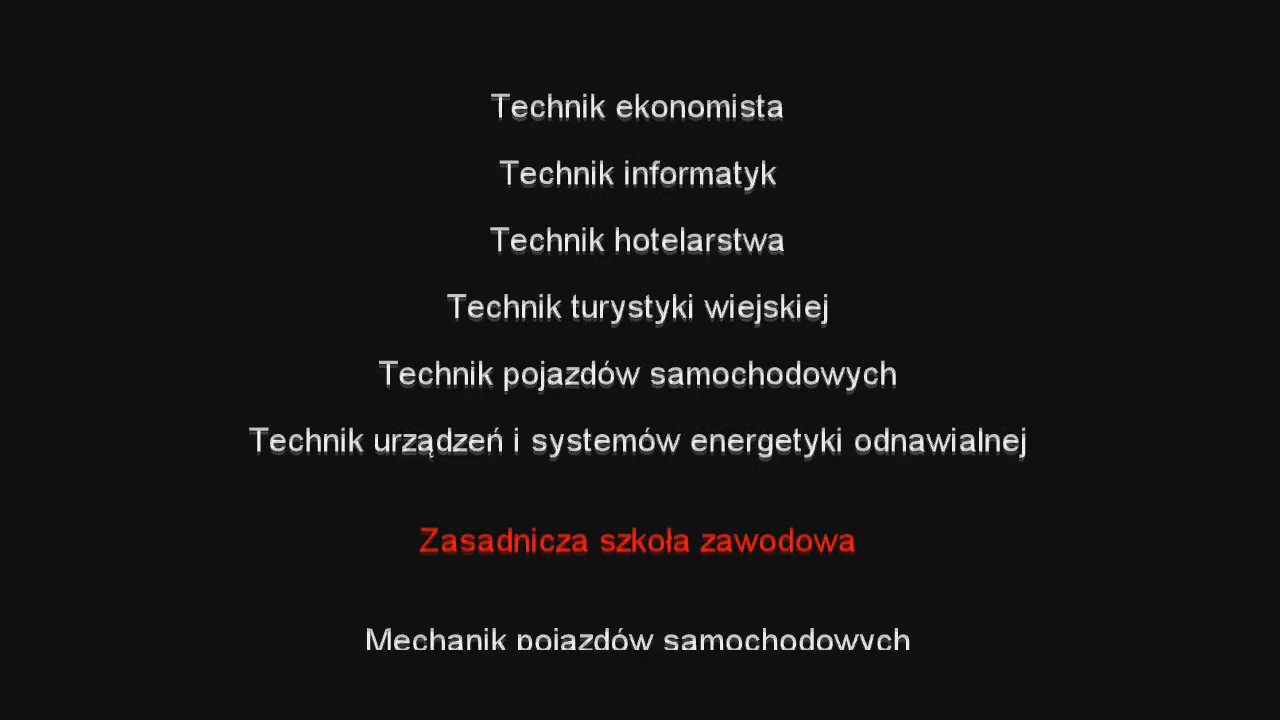 Technik ekonomista
Technik informatyk
Technik hotelarstwa
Technik turystyki wiejskiej
Technik pojazdów samochodowych
Technik urządzeń i systemów energetyki odnawialnej
Zasadnicza szkoła zawodowa
Mechanik pojazdów samochodowych